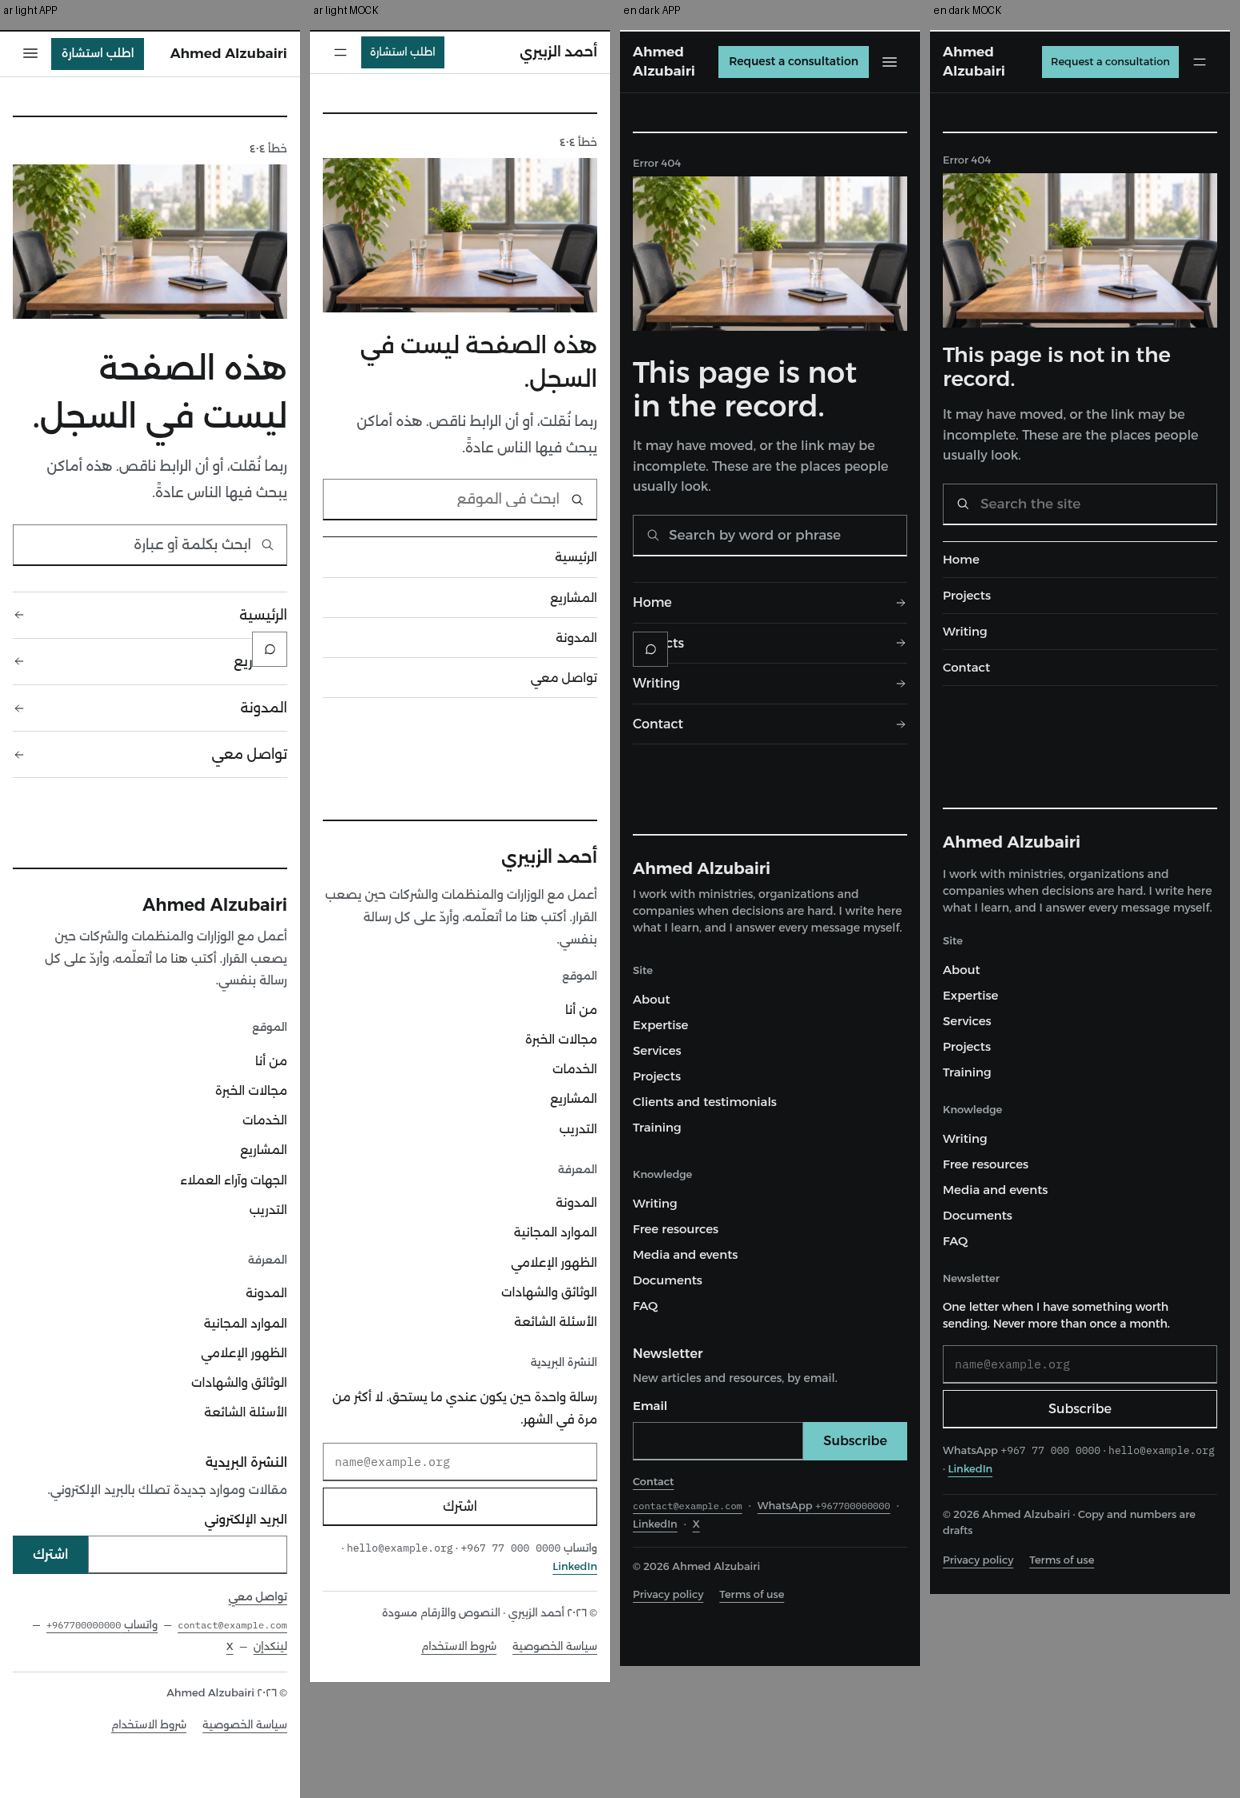 ar light APP
Ahmed Alzubairi
اطلب استشارة
خطأ ٤٠٤
هذه الصفحة
ليست في السجل.
ربما نُقلت، أو أن الرابط ناقص. هذه أماكن
يبحث فيها الناس عادةً.
ابحث بكلمة أو عبارة
الرئيسية
ريع
المدونة
تواصل معي
Ahmed Alzubairi
أعمل مع الوزارات والمنظمات والشركات حين
يصعب القرار. أكتب هنا ما أتعلّمه، وأردّ على كل
رسالة بنفسي.
الموقع
من أنا
مجالات الخبرة
الخدمات
المشاريع
الجهات وآراء العملاء
التدريب
المعرفة
المدونة
الموارد المجانية
الظهور الإعلامي
الوثائق والشهادات
الأسئلة الشائعة
النشرة البريدية
مقالات وموارد جديدة تصلك بالبريد الإلكتروني.
البريد الإلكتروني
اشترك
تواصل معي
contact@example.com — واتساب +967700000000 —
لينكدإن — X
© ٢٠٢٦ Ahmed Alzubairi
سياسة الخصوصية شروط الاستخدام
ar light MOCK
أحمد الزبيري
اطلب استشارة
خطأ ٤٠٤
هذه الصفحة ليست في
السجل.
ربما نُقلت، أو أن الرابط ناقص. هذه أماكن
يبحث فيها الناس عادةً.
ابحث في الموقع
الرئيسية
المشاريع
المدونة
تواصل معي
أحمد الزبيري
أعمل مع الوزارات والمنظمات والشركات حين يصعب
القرار. أكتب هنا ما أتعلّمه، وأردّ على كل رسالة
بنفسي.
الموقع
من أنا
مجالات الخبرة
الخدمات
المشاريع
التدريب
المعرفة
المدونة
الموارد المجانية
الظهور الإعلامي
الوثائق والشهادات
الأسئلة الشائعة
النشرة البريدية
رسالة واحدة حين يكون عندي ما يستحق. لا أكثر من
مرة في الشهر.
name@example.org
اشترك
واتساب +967 77 000 0000 · hello@example.org ·
LinkedIn
© ٢٠٢٦ أحمد الزبيري · النصوص والأرقام مسودة
سياسة الخصوصية شروط الاستخدام
en dark APP
Ahmed
Alzubairi
Request a consultation
Error 404
This page is not
in the record.
It may have moved, or the link may be
incomplete. These are the places people
usually look.
Search by word or phrase
Home
cts
Writing
Contact
Ahmed Alzubairi
I work with ministries, organizations and
companies when decisions are hard. I write here
what I learn, and I answer every message myself.
Site
About
Expertise
Services
Projects
Clients and testimonials
Training
Knowledge
Writing
Free resources
Media and events
Documents
FAQ
Newsletter
New articles and resources, by email.
Email
Subscribe
Contact
contact@example.com · WhatsApp +967700000000 ·
LinkedIn · X
© 2026 Ahmed Alzubairi
Privacy policy Terms of use
en dark MOCK
Ahmed
Alzubairi
Request a consultation
Error 404
This page is not in the
record.
It may have moved, or the link may be
incomplete. These are the places people
usually look.
Search the site
Home
Projects
Writing
Contact
Ahmed Alzubairi
I work with ministries, organizations and
companies when decisions are hard. I write here
what I learn, and I answer every message myself.
Site
About
Expertise
Services
Projects
Training
Knowledge
Writing
Free resources
Media and events
Documents
FAQ
Newsletter
One letter when I have something worth
sending. Never more than once a month.
name@example.org
Subscribe
WhatsApp +967 77 000 0000 · hello@example.org
· LinkedIn
© 2026 Ahmed Alzubairi · Copy and numbers are
drafts
Privacy policy Terms of use